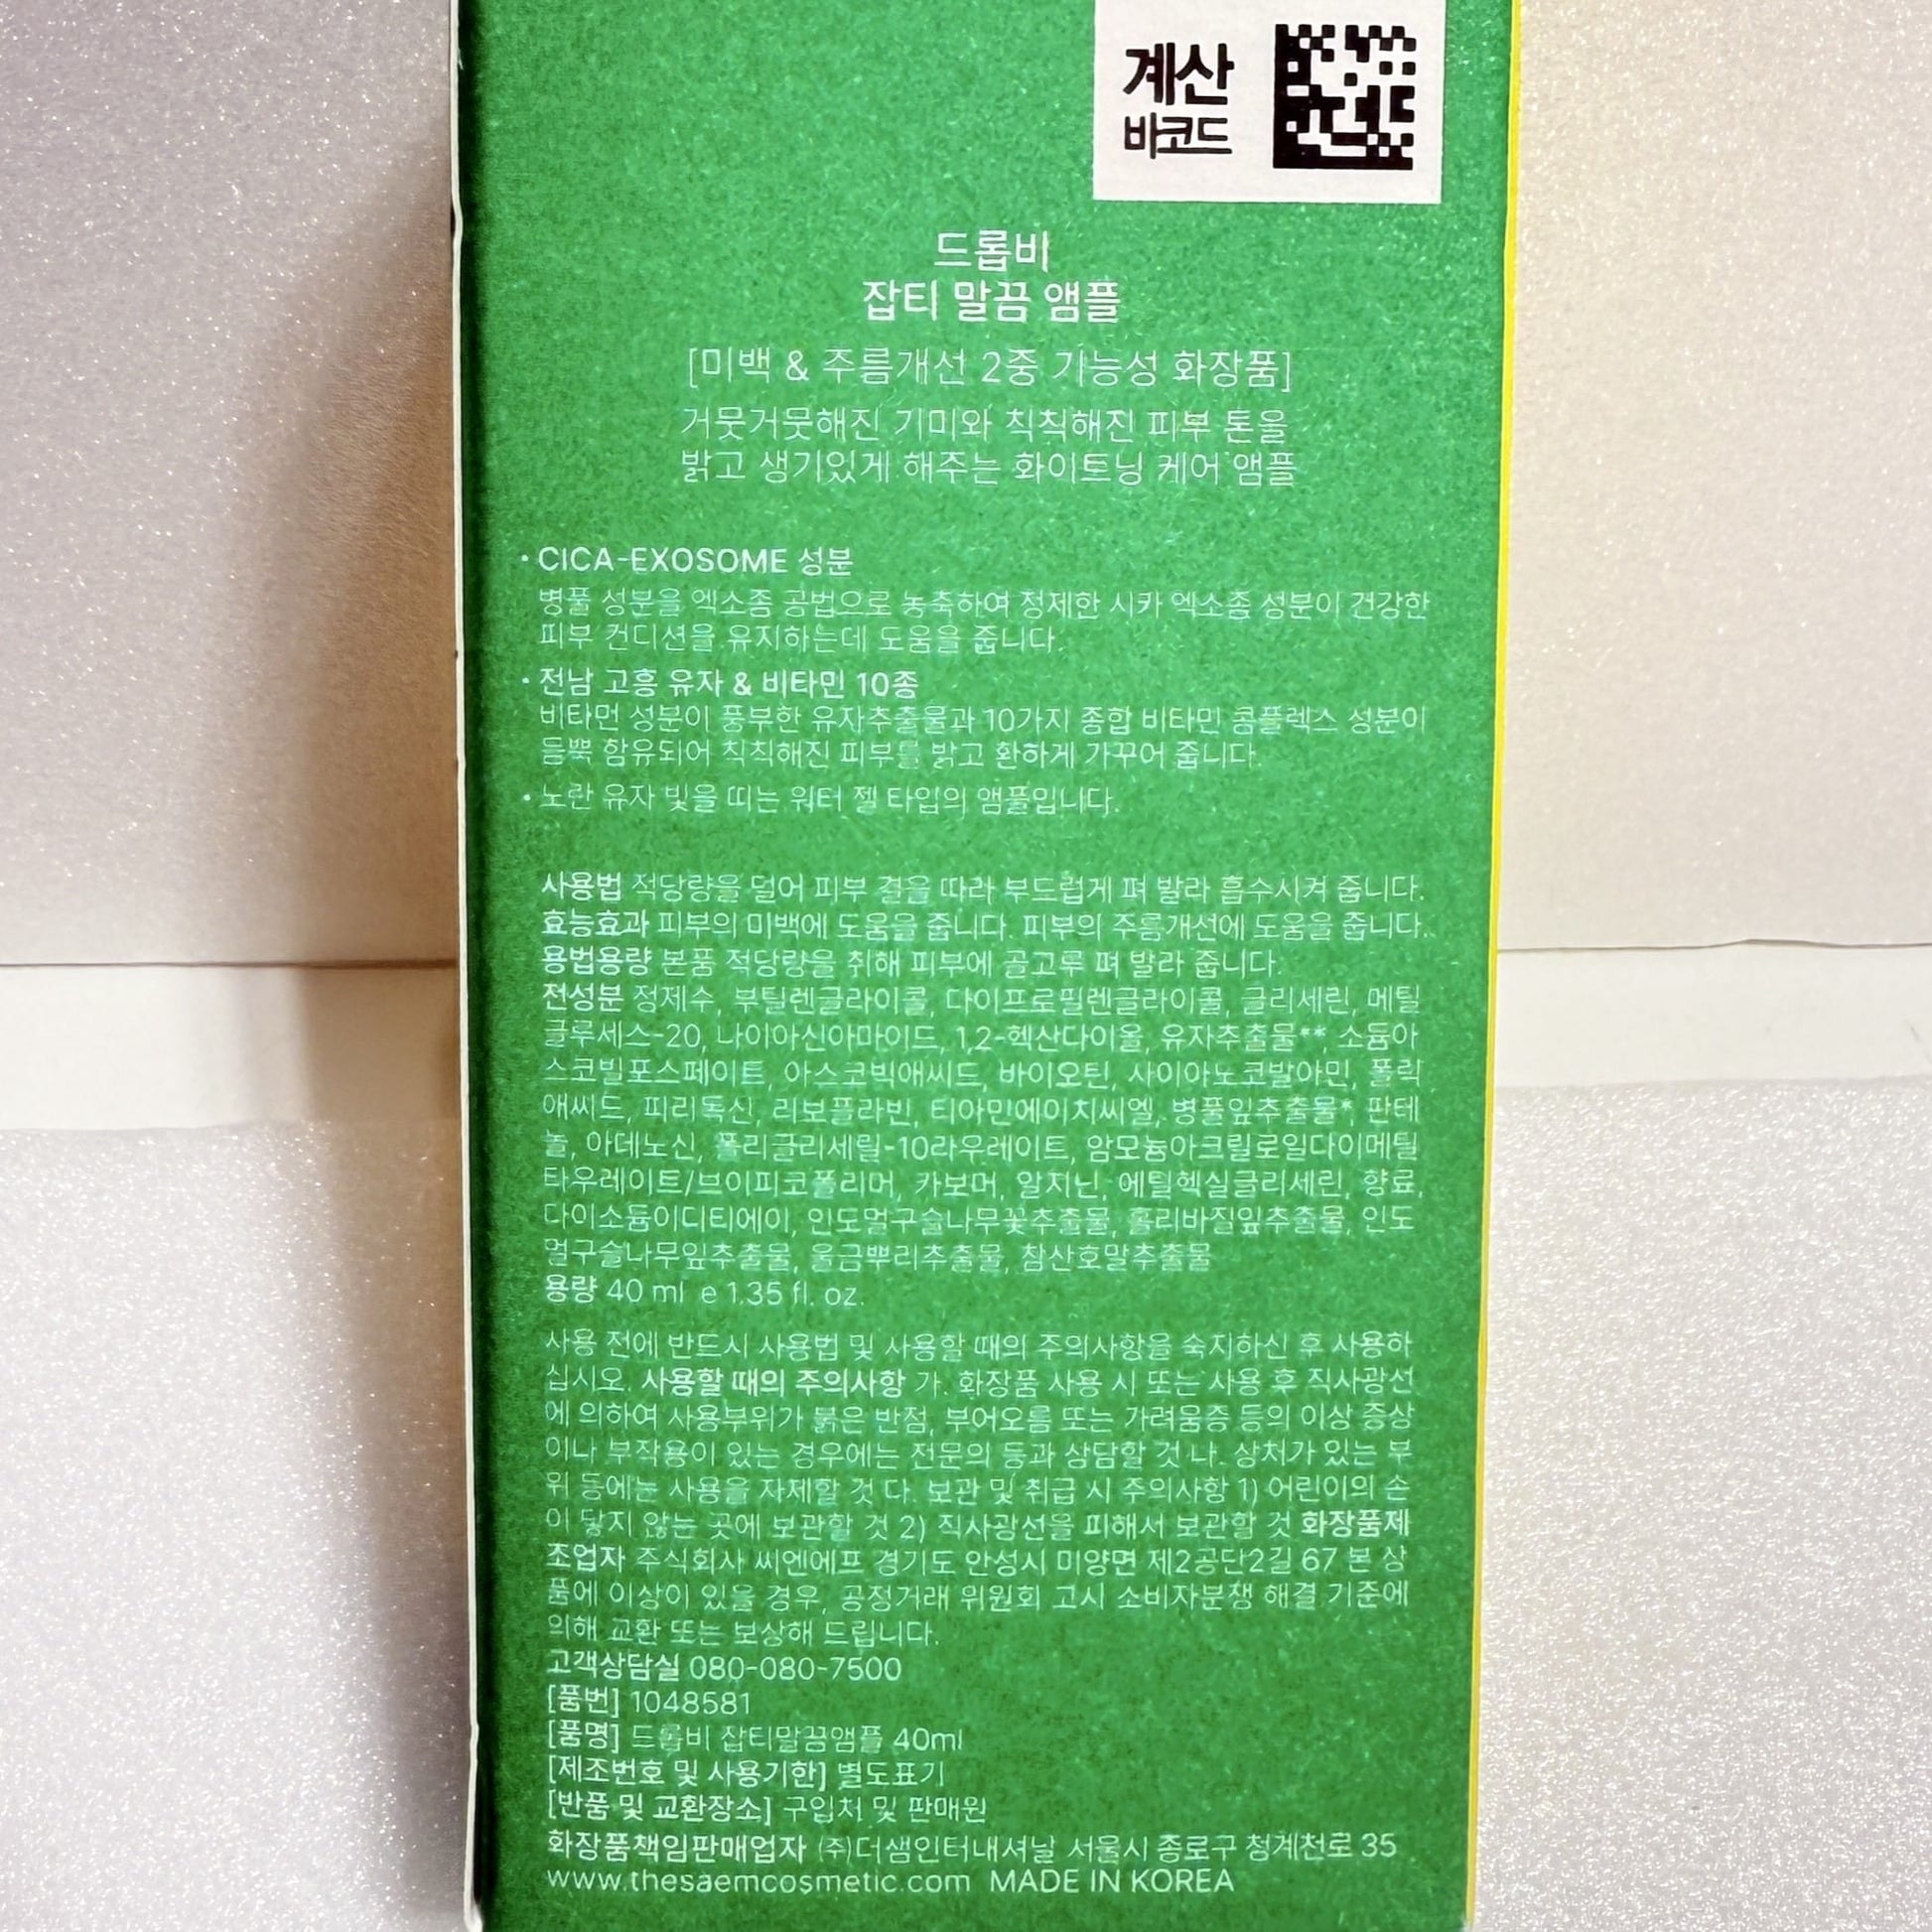 계산
바코드
드롭비
잡티 말끔 앰플
[미백 & 주름개선 2중 기능성 화장품]
거뭇거뭇해진 기미와 칙칙해진 피부 톤을
밝고 생기있게 해주는 화이트닝 케어 앰플
· CICA-EXOSOME 성분
병풀 성분을 엑소좀 공법으로 농축하여 정제한 시카 엑소좀 성분이 건강한
피부 컨디션을 유지하는데 도움을 줍니다.
· 전남 고흥 유자 & 비타민 10종
비타먼 성분이 풍부한 유자추출물과 10가지 종합 비타민 콤플렉스 성분이
듬뿍 함유되어 칙칙해진 피부를 밝고 환하게 가꾸어 줍니다.
· 노란 유자 빛을 띠는 워터 젤 타입의 앰플입니다.
사용법 적당량을 덜어 피부 결을 따라 부드럽게 펴 발라 흡수시켜 줍니다.
효능효과 피부의 미백에 도움을 줍니다. 피부의 주름개선에 도움을 줍니다.
용법용량 본품 적당량을 취해 피부에 골고루 펴 발라 줍니다.
전성분 정제수, 부틸렌글라이콜, 다이프로필렌글라이콜, 글리세린, 메틸
글루세스-20, 나이아신아마이드, 1,2-헥산다이올, 유자추출물**, 소듐아
스코빌포스페이트, 아스코빅애씨드, 바이오틴, 사이아노코발아민, 폴릭
애씨드, 피리독신, 리보플라빈, 티아민에이치씨엘, 병풀잎추출물*, 판테
놀, 아데노신, 폴리글리세릴-10라우레이트, 암모늄아크릴로일다이메틸
타우레이트/브이피코폴리머, 카보머, 알지닌, 에틸헥실글리세린, 향료,
다이소듐이디티에이, 인도멀구슬나무꽃추출물, 홀리바질잎추출물, 인도
멀구슬나무잎추출물, 울금뿌리추출물, 참산호말추출물
용량 40 ml e 1.35 fl. oz.
사용 전에 반드시 사용법 및 사용할 때의 주의사항을 숙지하신 후 사용하
십시오. 사용할 때의 주의사항 가. 화장품 사용 시 또는 사용 후 직사광선
에 의하여 사용부위가 붉은 반점, 부어오름 또는 가려움증 등의 이상 증상
이나 부작용이 있는 경우에는 전문의 등과 상담할 것 나. 상처가 있는 부
위 등에는 사용을 자제할 것 다. 보관 및 취급 시 주의사항 1) 어린이의 손
이 닿지 않는 곳에 보관할 것 2) 직사광선을 피해서 보관할 것 화장품제
조업자 주식회사 씨엔에프 경기도 안성시 미양면 제2공단2길 67 본 상
품에 이상이 있을 경우, 공정거래 위원회 고시 소비자분쟁 해결 기준에
의해 교환 또는 보상해 드립니다.
고객상담실 080-080-7500
[품번] 1048581
[품명] 드롭비 잡티말끔앰플 40ml
[제조번호 및 사용기한] 별도표기
[반품 및 교환장소] 구입처 및 판매원
화장품책임판매업자 (주)더샘인터내셔날 서울시 종로구 청계천로 35
www.thesaemcosmetic.com MADE IN KOREA